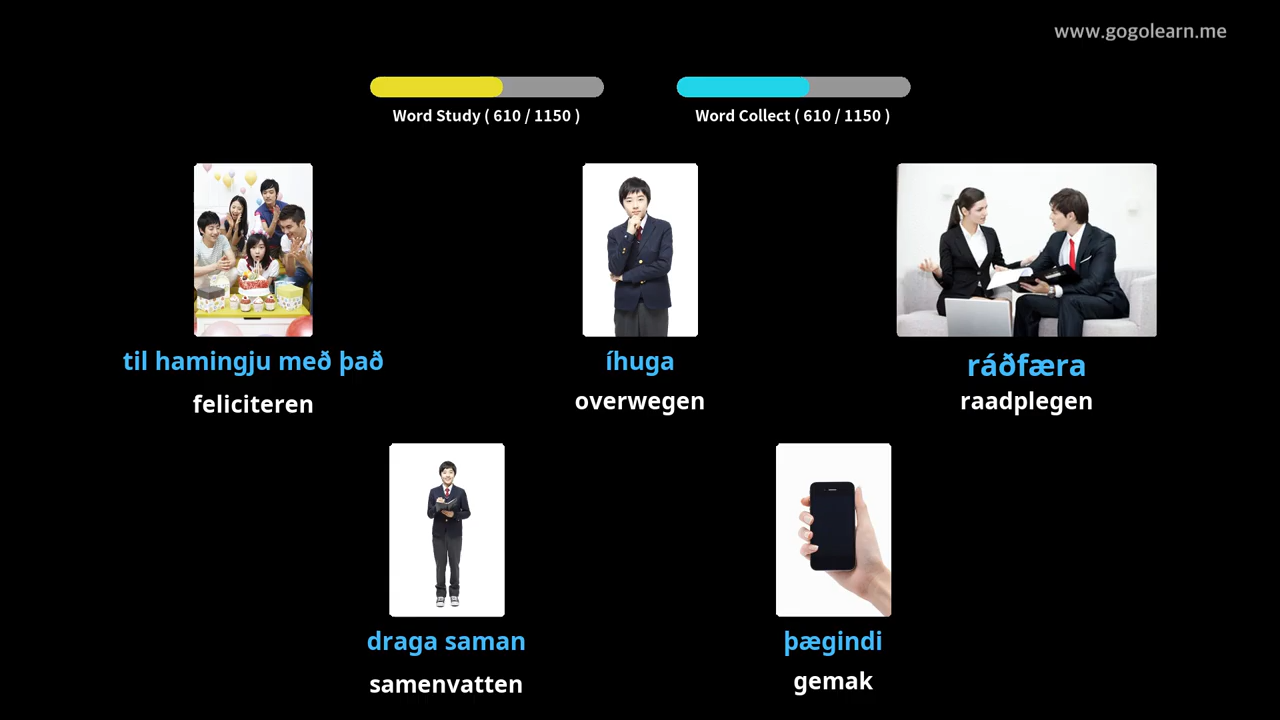 www.gogolearn.me
Word Study ( 610 / 1150 )
Word Collect ( 610 / 1150 )
til hamingju með það
feliciteren
íhuga
overwegen
ráðfæra
raadplegen
draga saman
samenvatten
þægindi
gemak